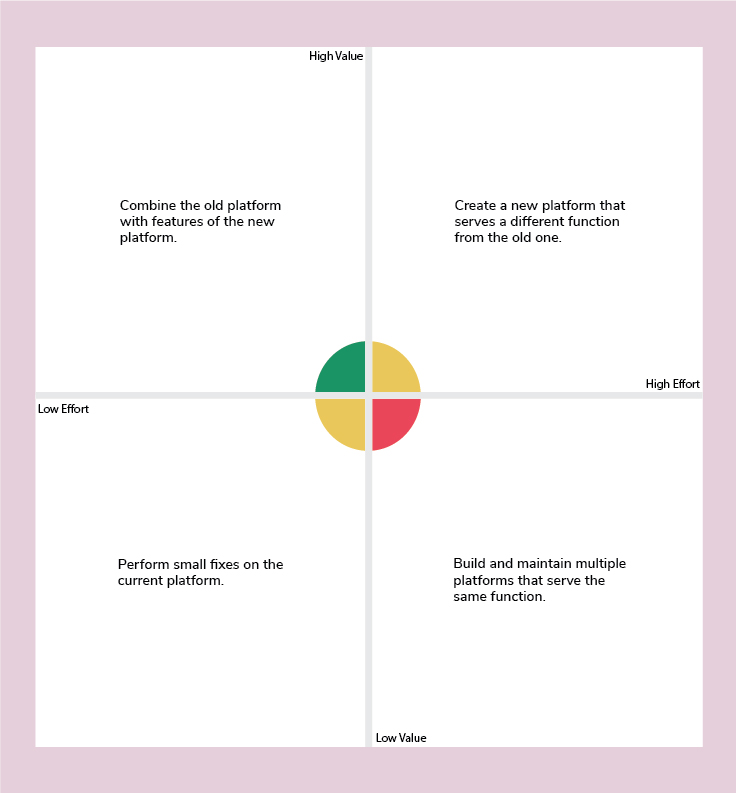 High Value
Combine the old platform
with features of the new
platform.
Create a new platform that
serves a different function
from the old one.
High Effort
Low Effort
Perform small fixes on the
current platform.
Build and maintain multiple
platforms that serve the
same function.
Low Value